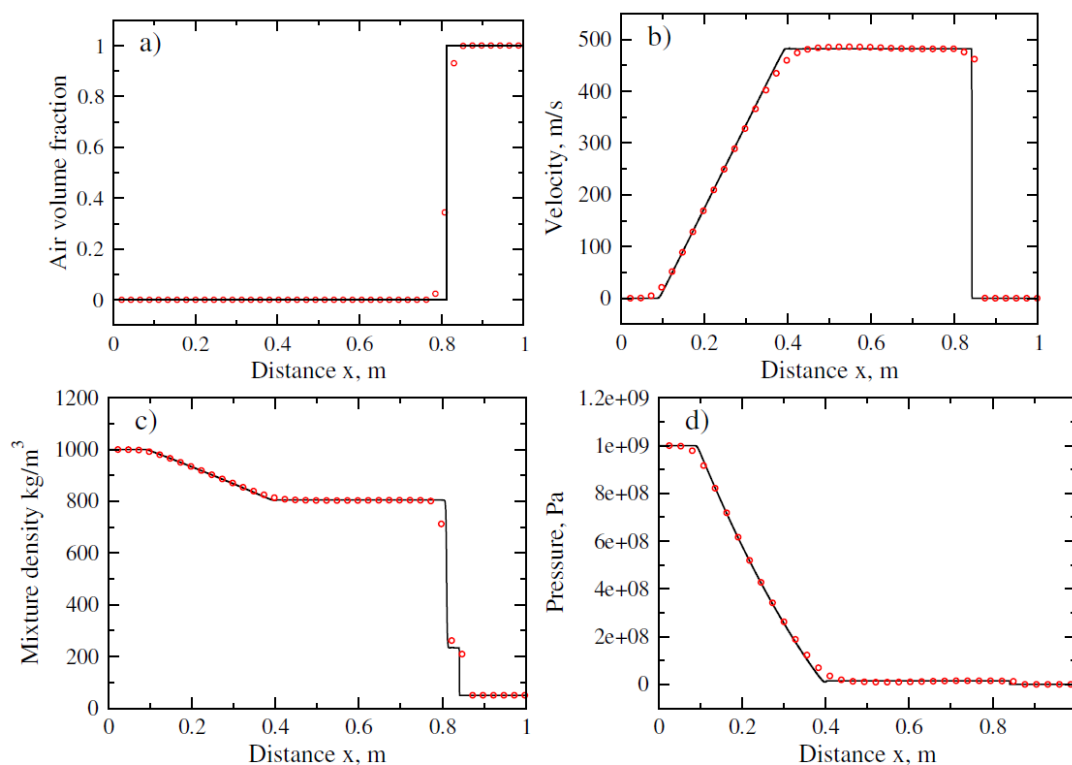 a)
Air volume fraction
1
0.8
0.6
0.4
0.2
0
0 0.2 0.4 0.6 0.8 1
Distance x, m
b)
Velocity, m/s
500
400
300
200
100
0
0 0.2 0.4 0.6 0.8 1
Distance x, m
c)
Mixture density kg/m³
1200
1000
800
600
400
200
0
0 0.2 0.4 0.6 0.8 1
Distance x, m
d)
Pressure, Pa
1.2e+09
1e+09
8e+08
6e+08
4e+08
2e+08
0
0 0.2 0.4 0.6 0.8
Distance x, m